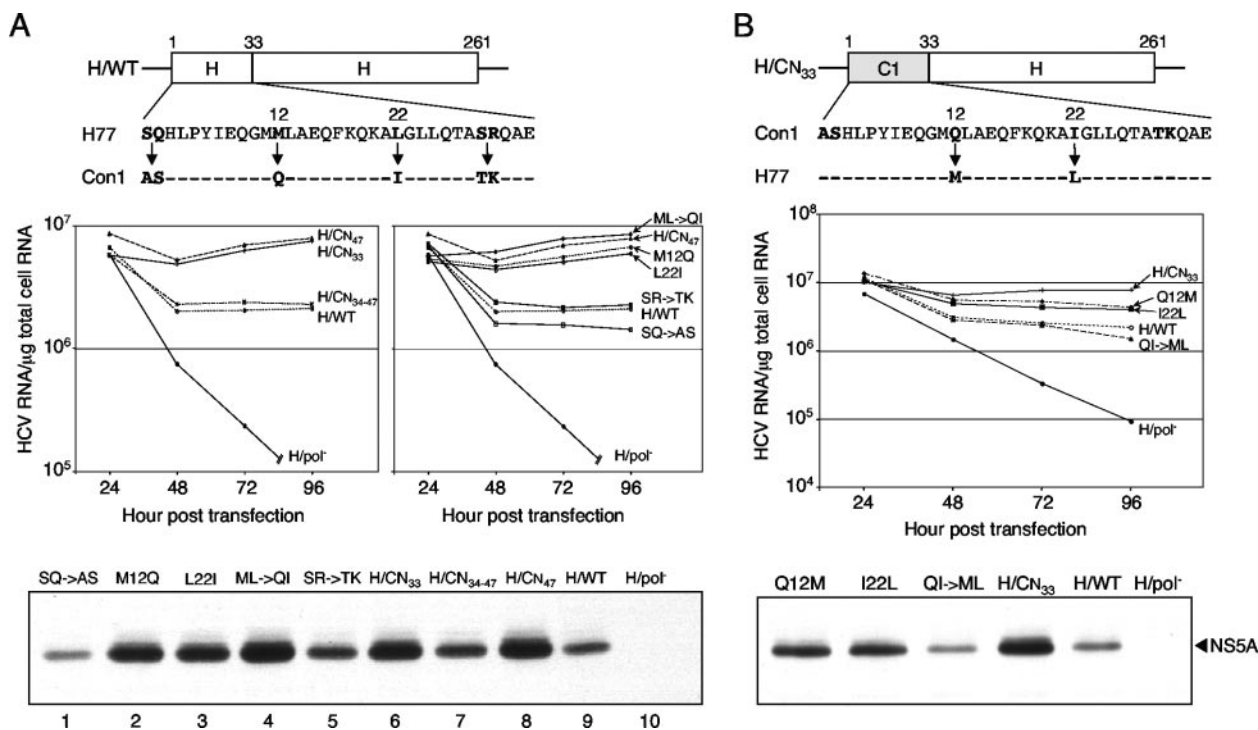 A
1 33 261
H/WT H H
12 22
H77 SQHLPYIEQGMMLAEQFKQKALGLLQTASRQAE
Con1 AS---------- Q --------- I -------- TK---
10⁷
10⁶
10⁵
HCV RNA/µg total cell RNA
H/CN₄₇
H/CN₃₃
H/CN₃₄₋₄₇
H/WT
H/pol⁻
24 48 72 96
Hour post transfection
ML->QI
H/CN₄₇
M12Q
L22I
SR->TK
H/WT
SQ->AS
H/pol⁻
24 48 72 96
Hour post transfection
SQ->AS M12Q L22I ML->QI SR->TK H/CN₃₃ H/CN₃₄₋₄₇ H/CN₄₇ H/WT H/pol⁻
1 2 3 4 5 6 7 8 9 10
B
1 33 261
H/CN₃₃ C1 H
12 22
Con1 ASHLPYIEQGMQLAEQFKQKAIGLLQTATKQAE
H77 ----------- M --------- L -----------
10⁸
10⁷
10⁶
10⁵
10⁴
HCV RNA/µg total cell RNA
H/CN₃₃
Q12M
I22L
H/WT
QI->ML
H/pol⁻
24 48 72 96
Hour post transfection
Q12M I22L QI->ML H/CN₃₃ H/WT H/pol⁻
◄NS5A